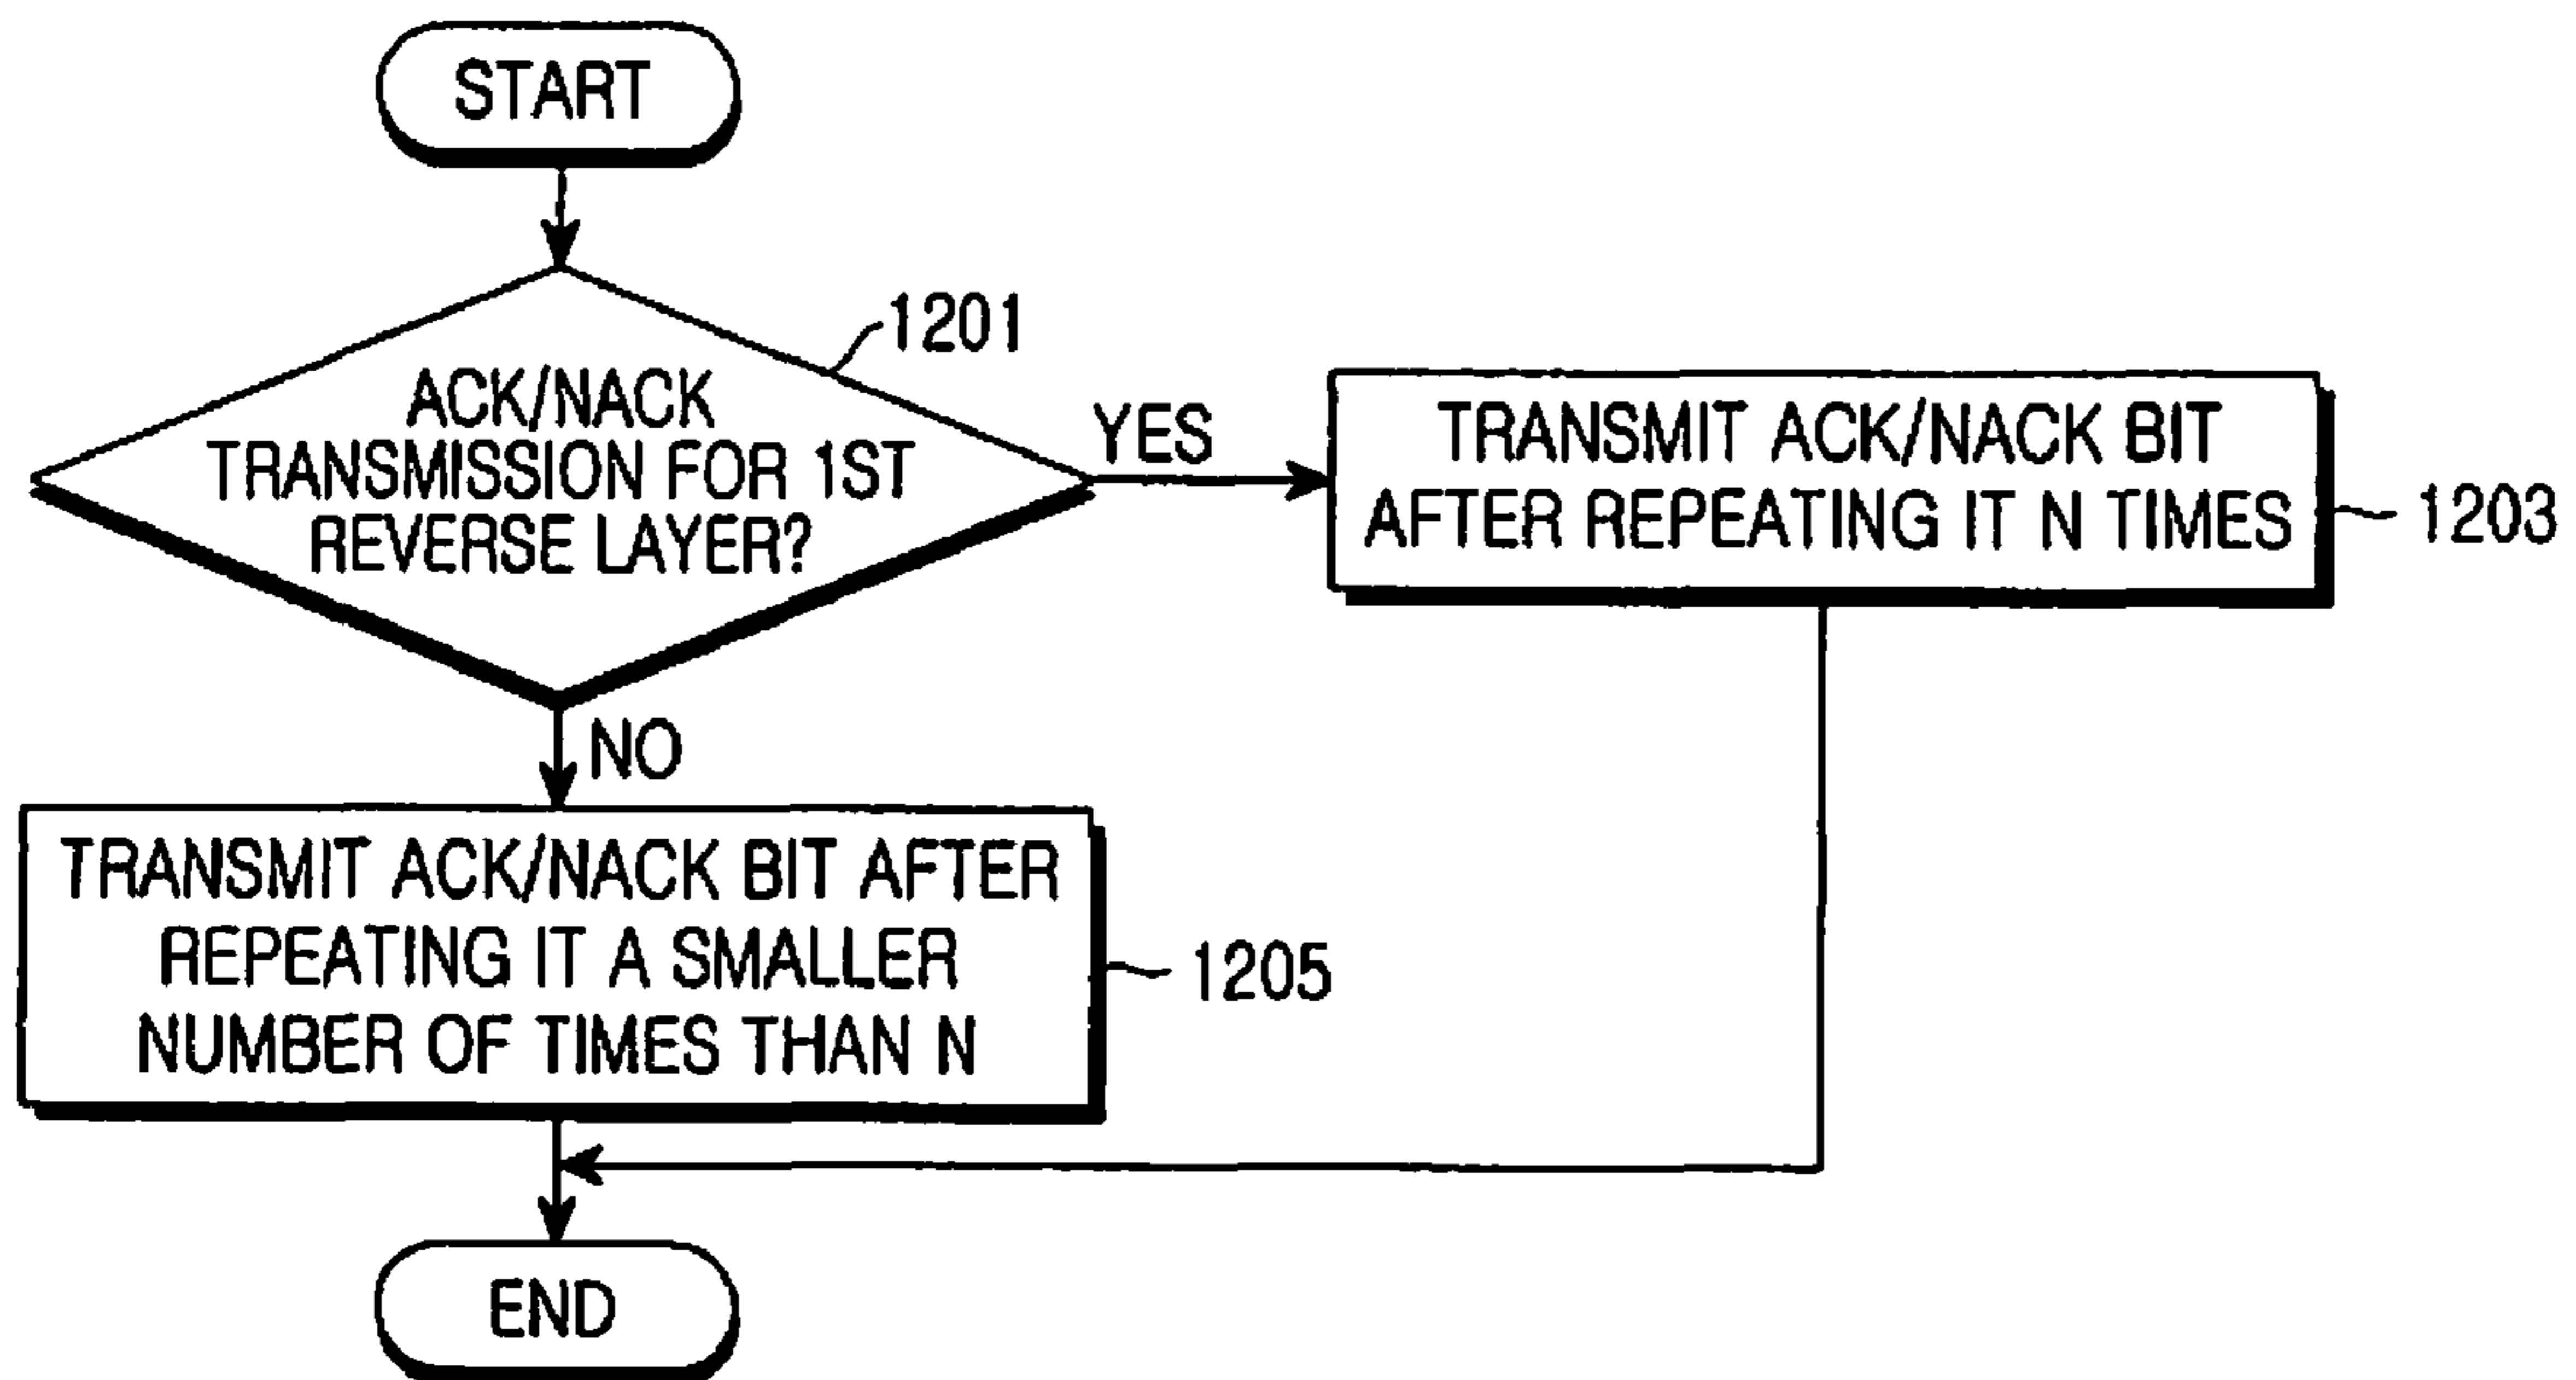 START
1201
ACK/NACK
TRANSMISSION FOR 1ST
REVERSE LAYER?
YES
TRANSMIT ACK/NACK BIT
AFTER REPEATING IT N TIMES
1203
NO
TRANSMIT ACK/NACK BIT AFTER
REPEATING IT A SMALLER
NUMBER OF TIMES THAN N
1205
END